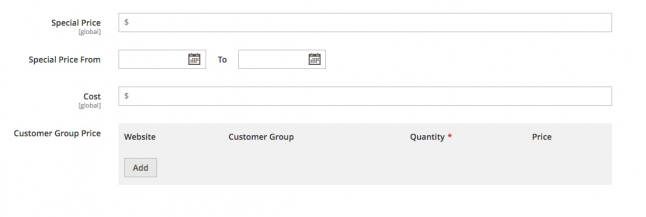 Special Price
[global]
$
Special Price From
To
Cost
[global]
$
Customer Group Price
Website Customer Group Quantity * Price
Add